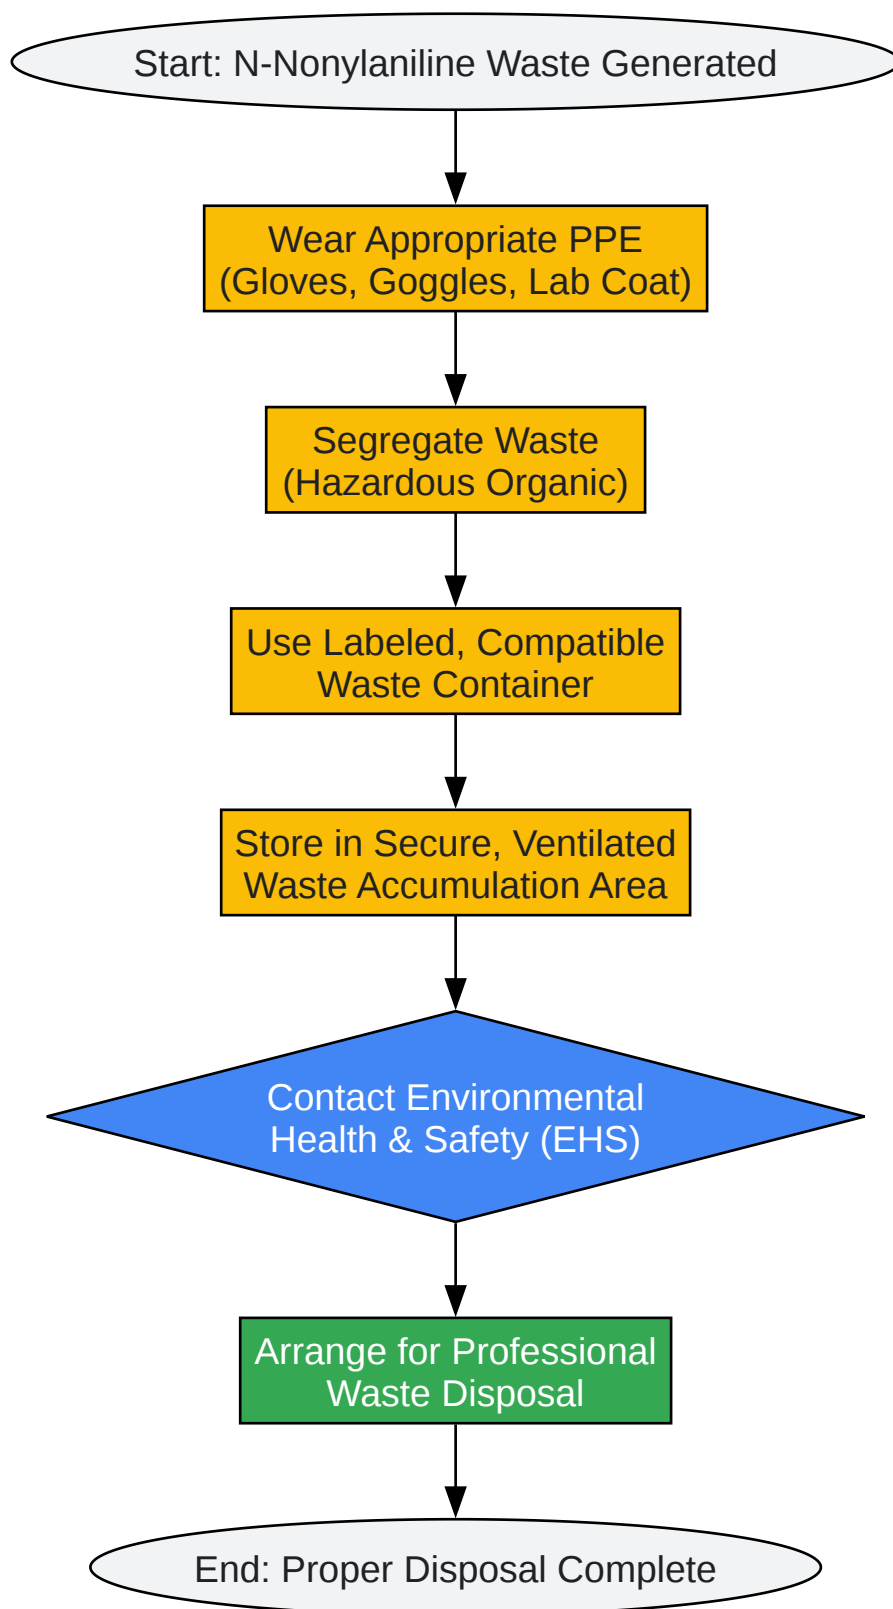 Start: N-Nonylaniline Waste Generated
Wear Appropriate PPE
(Gloves, Goggles, Lab Coat)
Segregate Waste
(Hazardous Organic)
Use Labeled, Compatible
Waste Container
Store in Secure, Ventilated
Waste Accumulation Area
Contact Environmental
Health & Safety (EHS)
Arrange for Professional
Waste Disposal
End: Proper Disposal Complete